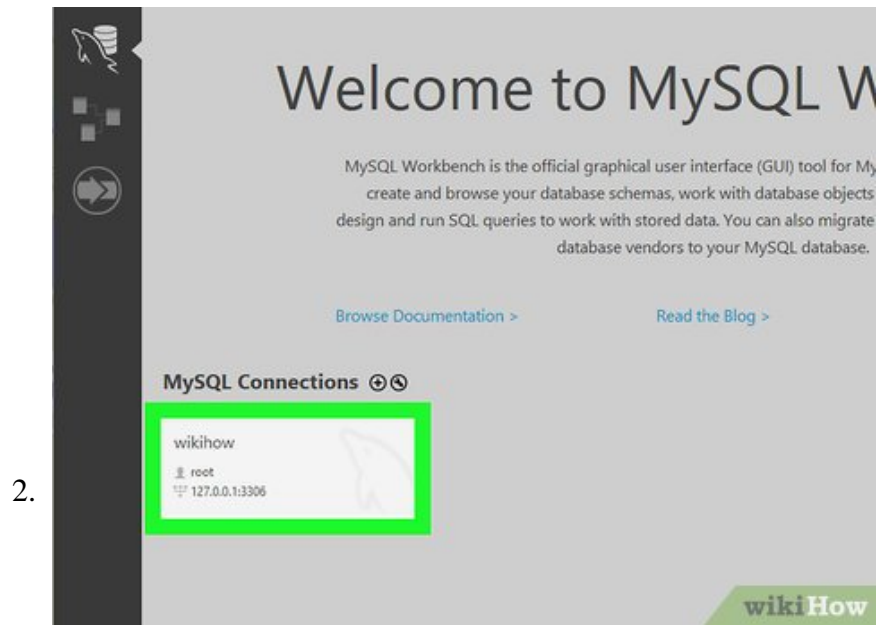 Welcome to MySQL W
MySQL Workbench is the official graphical user interface (GUI) tool for My
create and browse your database schemas, work with database objects
design and run SQL queries to work with stored data. You can also migrate
database vendors to your MySQL database.
Browse Documentation >
Read the Blog >
MySQL Connections
wikihow
root
127.0.0.1:3306
2.
wikiHow